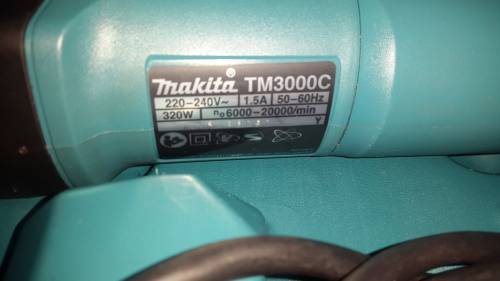 makita® TM3000C
220-240V~ 1.5A 50-60Hz
320W n₀6000-20000/min
Y